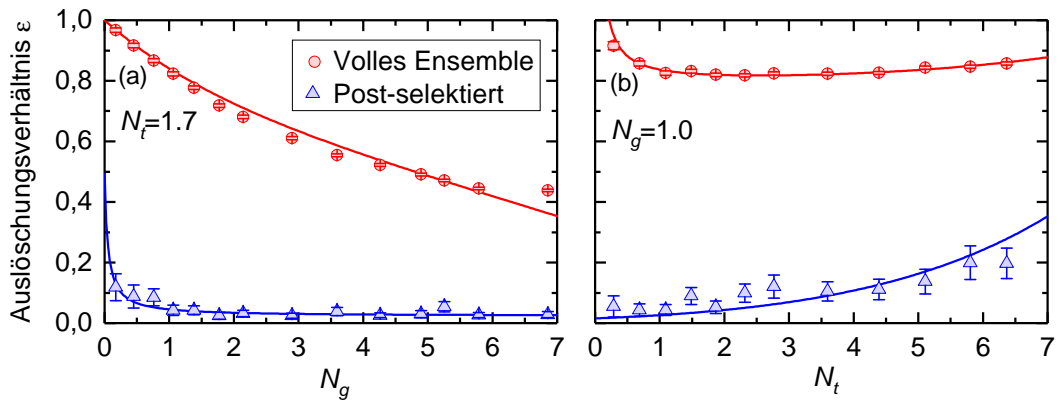 Auslöschungsverhältnis ε
1,0
0,8
0,6
0,4
0,2
0,0
(a)
N_t=1.7
Volles Ensemble
Post-selektiert
0 1 2 3 4 5 6 7
N_g
(b)
N_g=1.0
0 1 2 3 4 5 6 7
N_t